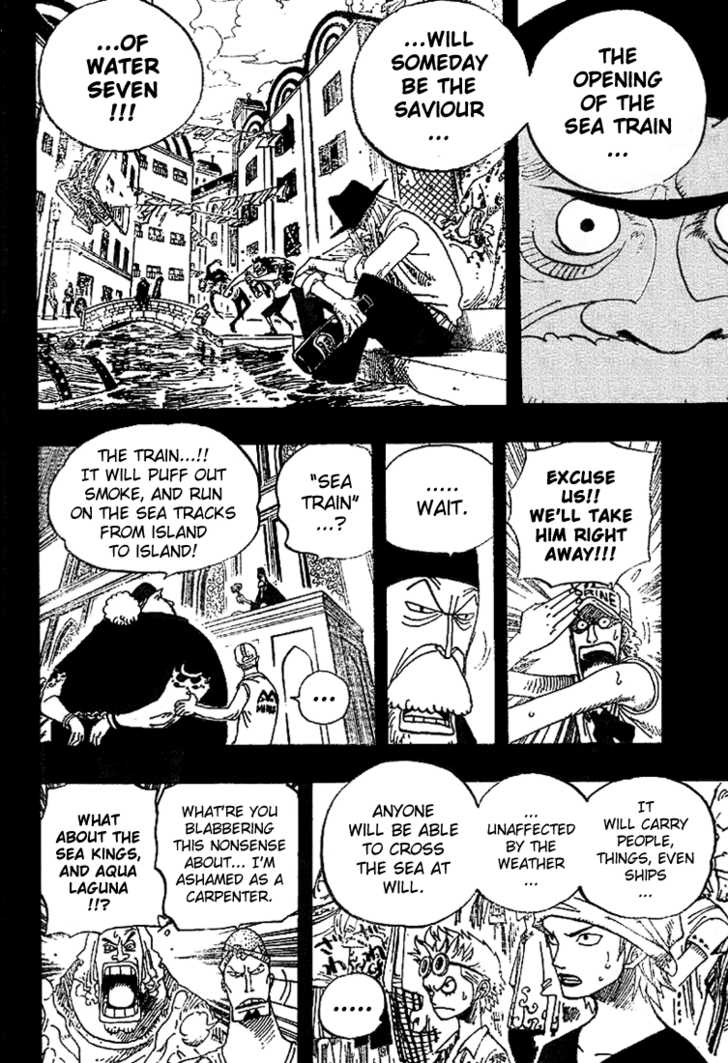 THE
OPENING
OF THE
SEA TRAIN
...
...WILL
SOMEDAY
BE THE
SAVIOUR
...
...OF
WATER
SEVEN
!!!
EXCUSE
US!!
WE'LL TAKE
HIM RIGHT
AWAY!!!
.....
WAIT.
"SEA
TRAIN"
...?
THE TRAIN...!!
IT WILL PUFF OUT
SMOKE, AND RUN
ON THE SEA TRACKS
FROM ISLAND
TO ISLAND!
...
IT
WILL CARRY
PEOPLE,
THINGS, EVEN
SHIPS
...
...
UNAFFECTED
BY THE
WEATHER
...
ANYONE
WILL BE ABLE
TO CROSS
THE SEA AT
WILL.
.....
WHAT'RE YOU
BLABBERING
THIS NONSENSE
ABOUT... I'M
ASHAMED AS A
CARPENTER.
WHAT
ABOUT THE
SEA KINGS,
AND AQUA
LAGUNA
!!?